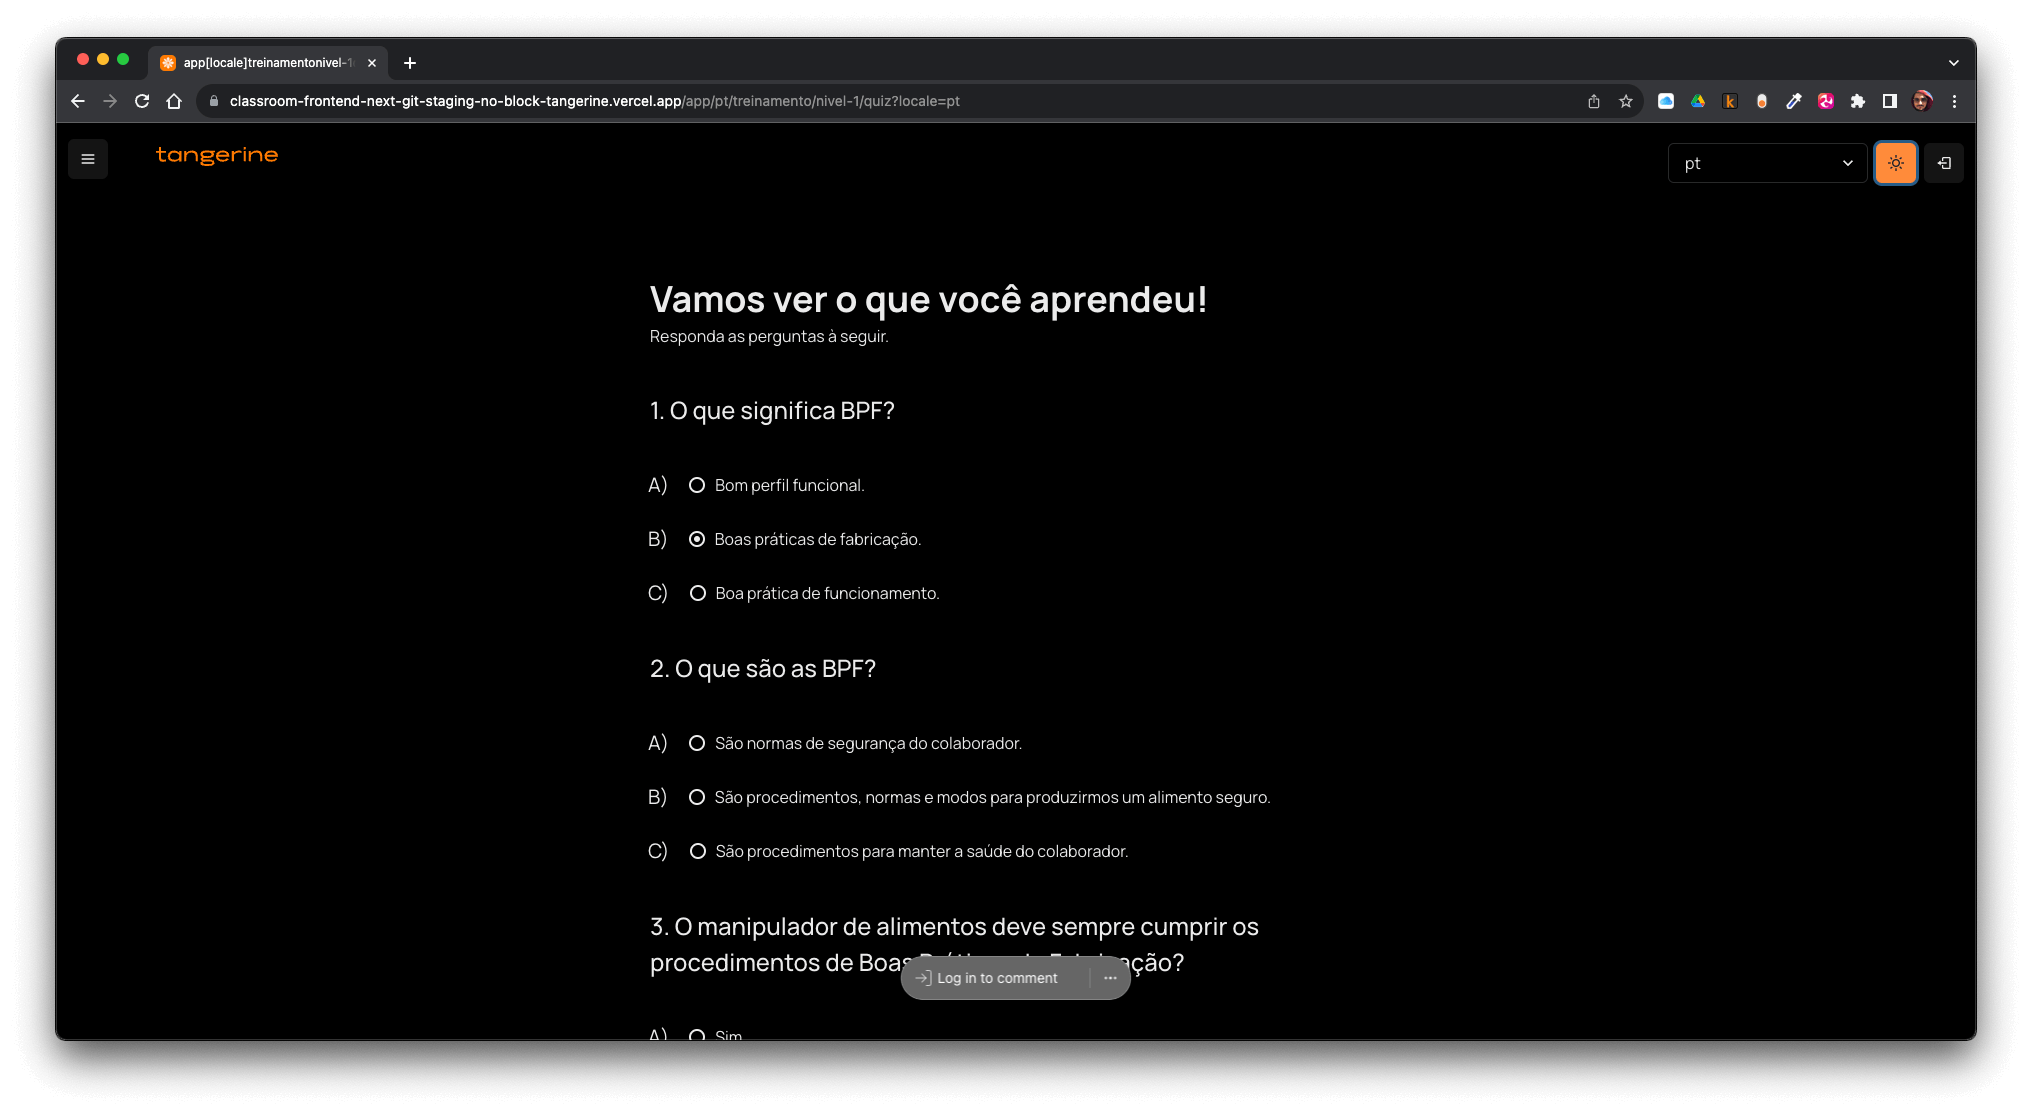 app[locale]treinamentonivel-1
classroom-frontend-next-git-staging-no-block-tangerine.vercel.app/app/pt/treinamento/nivel-1/quiz?locale=pt
tangerine
pt
Vamos ver o que você aprendeu!
Responda as perguntas à seguir.
1. O que significa BPF?
A) Bom perfil funcional.
B) Boas práticas de fabricação.
C) Boa prática de funcionamento.
2. O que são as BPF?
A) São normas de segurança do colaborador.
B) São procedimentos, normas e modos para produzirmos um alimento seguro.
C) São procedimentos para manter a saúde do colaborador.
3. O manipulador de alimentos deve sempre cumprir os
procedimentos de Boas Práticas de Fabricação?
Log in to comment
A) Sim